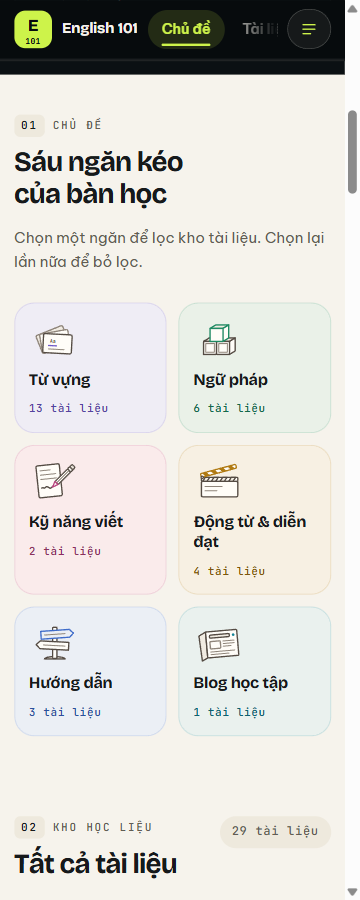 E
101
English 101
Chủ đề
Tài li
01 CHỦ ĐỀ
Sáu ngăn kéo
của bàn học
Chọn một ngăn để lọc kho tài liệu. Chọn lại
lần nữa để bỏ lọc.
Aa
Từ vựng
13 tài liệu
Ngữ pháp
6 tài liệu
Kỹ năng viết
2 tài liệu
Động từ & diễn
đạt
4 tài liệu
Hướng dẫn
3 tài liệu
Blog học tập
1 tài liệu
02 KHO HỌC LIỆU
29 tài liệu
Tất cả tài liệu